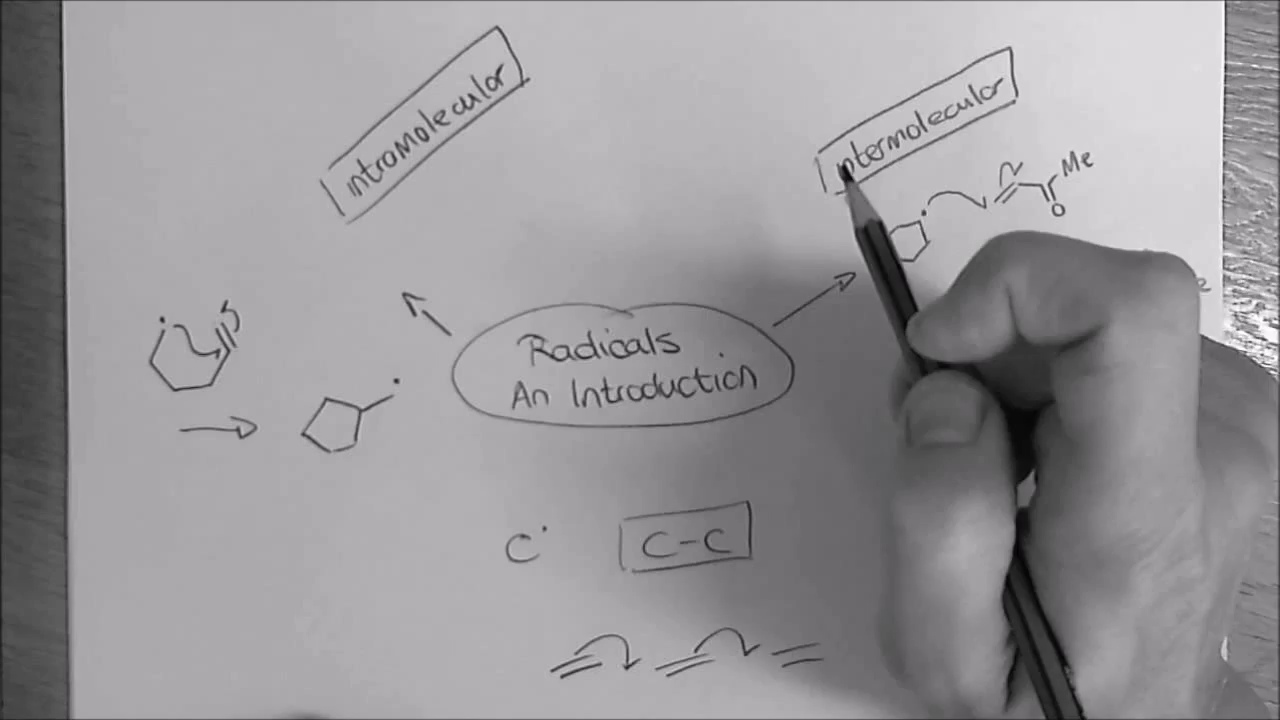 intramolecular
intermolecular
Me
O
Radicals
An Introduction
C·
C-C